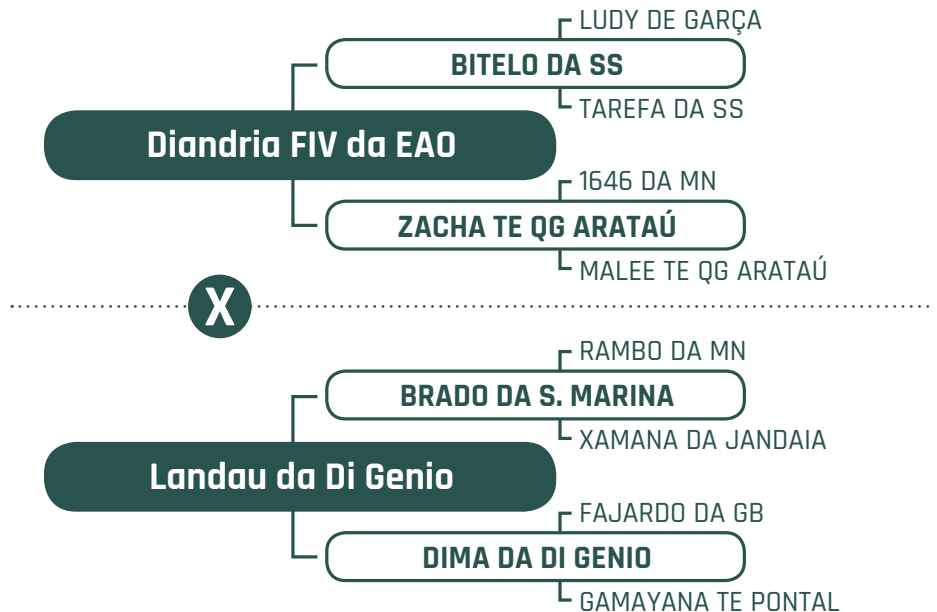 LUDY DE GARÇA
BITELO DA SS
TAREFA DA SS
Diandria FIV da EAO
1646 DA MN
ZACHA TE QG ARATAÚ
MALEE TE QG ARATAÚ
X
RAMBO DA MN
BRADO DA S. MARINA
XAMANA DA JANDAIA
Landau da Di Genio
FAJARDO DA GB
DIMA DA DI GENIO
GAMAYANA TE PONTAL